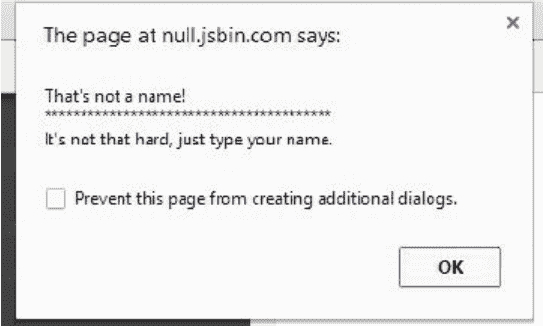 The page at null.jsbin.com says:
×
That's not a name!
****************************************
It's not that hard, just type your name.
Prevent this page from creating additional dialogs.
OK